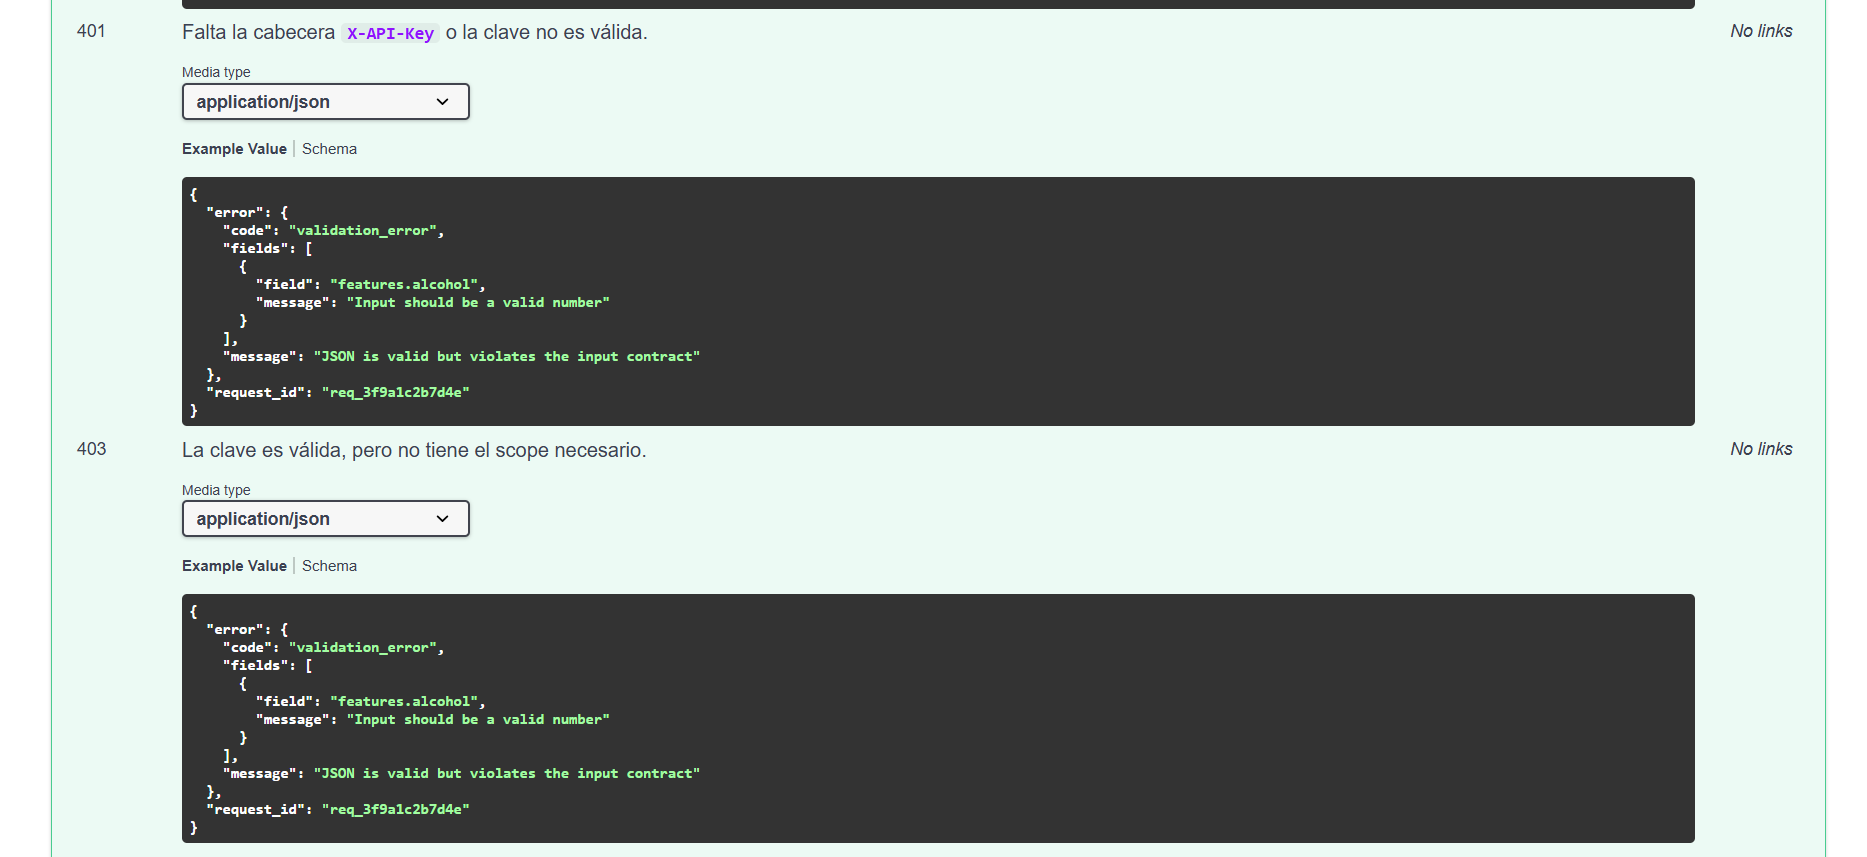 401 Falta la cabecera X-API-Key o la clave no es válida. No links
Media type
application/json
Example Value | Schema
{
  "error": {
    "code": "validation_error",
    "fields": [
      {
        "field": "features.alcohol",
        "message": "Input should be a valid number"
      }
    ],
    "message": "JSON is valid but violates the input contract"
  },
  "request_id": "req_3f9a1c2b7d4e"
}
403 La clave es válida, pero no tiene el scope necesario. No links
Media type
application/json
Example Value | Schema
{
  "error": {
    "code": "validation_error",
    "fields": [
      {
        "field": "features.alcohol",
        "message": "Input should be a valid number"
      }
    ],
    "message": "JSON is valid but violates the input contract"
  },
  "request_id": "req_3f9a1c2b7d4e"
}